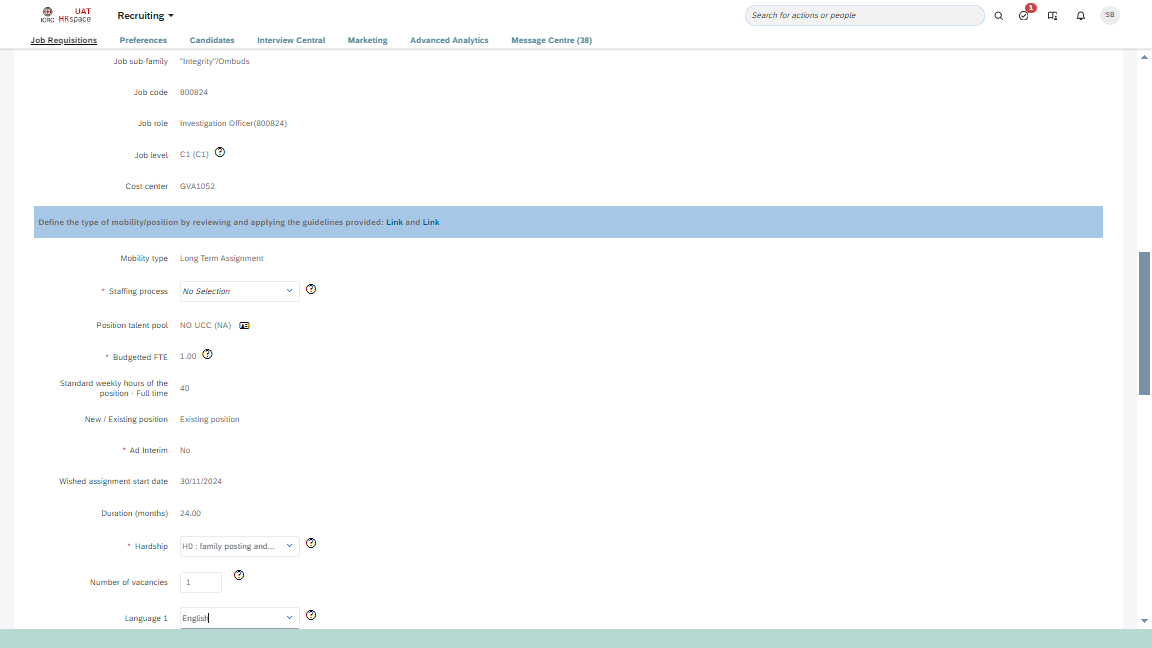 ICRC
UAT
HRspace
Recruiting
Search for actions or people
1
SB
Job Requisitions
Preferences
Candidates
Interview Central
Marketing
Advanced Analytics
Message Centre (38)
Job sub-family "Integrity"/Ombuds
Job code 800824
Job role Investigation Officer(800824)
Job level C1 (C1) ?
Cost center GVA1052
Define the type of mobility/position by reviewing and applying the guidelines provided: Link and Link
Mobility type Long Term Assignment
* Staffing process No Selection ?
Position talent pool NO UCC (NA)
* Budgetted FTE 1.00 ?
Standard weekly hours of the
position - Full time 40
New / Existing position Existing position
* Ad Interim No
Wished assignment start date 30/11/2024
Duration (months) 24.00
* Hardship H0 : family posting and... ?
Number of vacancies 1 ?
Language 1 English ?